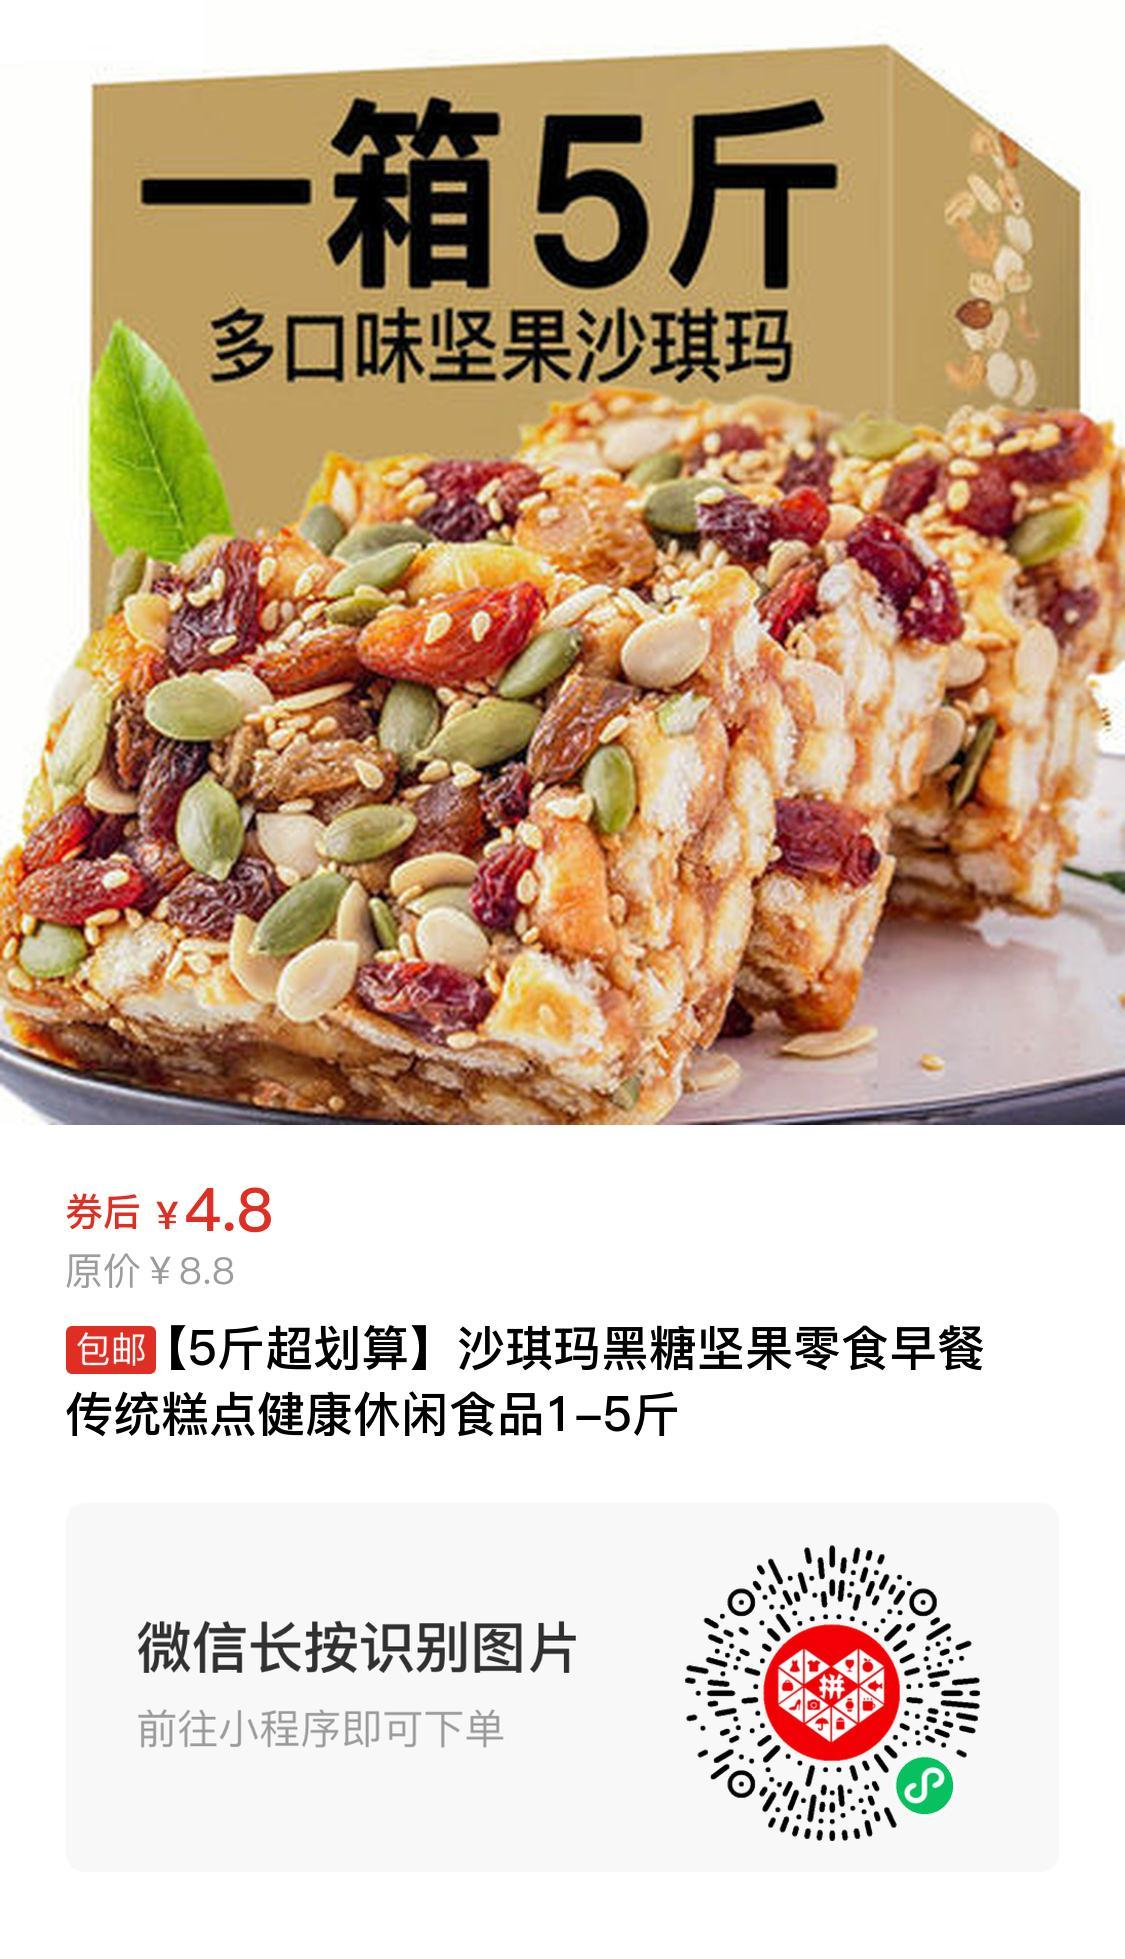 一箱5斤
多口味坚果沙琪玛
券后 ¥4.8
原价 ¥8.8
包邮【5斤超划算】沙琪玛黑糖坚果零食早餐
传统糕点健康休闲食品1-5斤
微信长按识别图片
前往小程序即可下单
拼